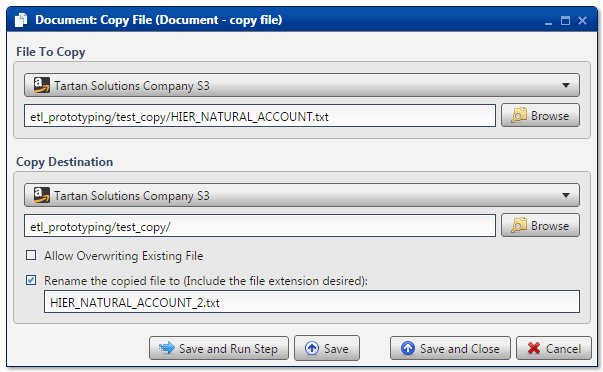 Document: Copy File (Document - copy file)
File To Copy
Tartan Solutions Company S3
etl_prototyping/test_copy/HIER_NATURAL_ACCOUNT.txt
Browse
Copy Destination
Tartan Solutions Company S3
etl_prototyping/test_copy/
Browse
Allow Overwriting Existing File
Rename the copied file to (Include the file extension desired):
HIER_NATURAL_ACCOUNT_2.txt
Save and Run Step Save Save and Close Cancel